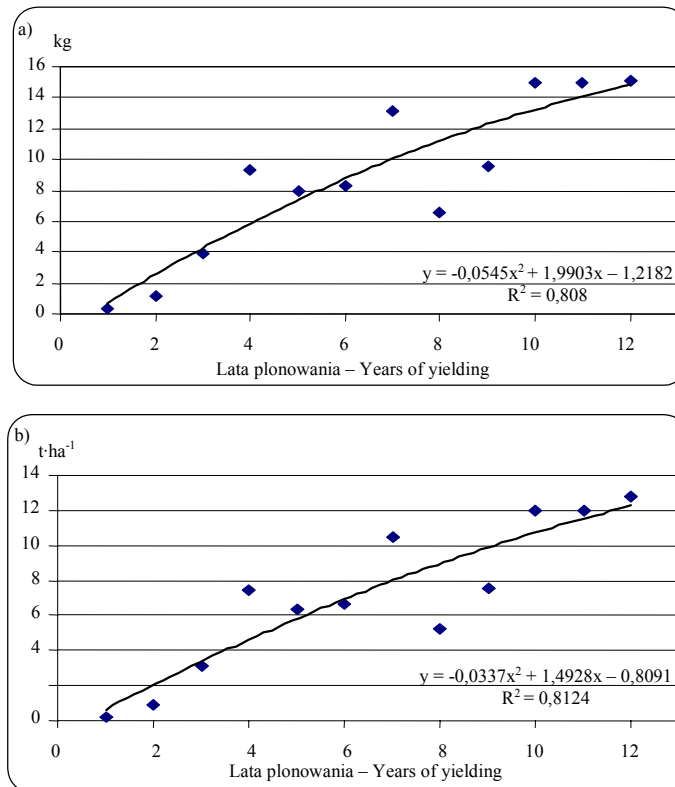 a)
kg
16
14
12
10
8
6
4
2
0
y = -0,0545x² + 1,9903x – 1,2182
R² = 0,808
0 2 4 6 8 10 12
Lata plonowania – Years of yielding
b)
t·ha⁻¹
14
12
10
8
6
4
0
y = -0,0337x² + 1,4928x – 0,8091
R² = 0,8124
0 2 4 6 8 10 12
Lata plonowania – Years of yielding